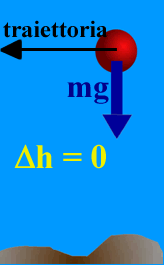 traiettoria
mg
Δh = 0